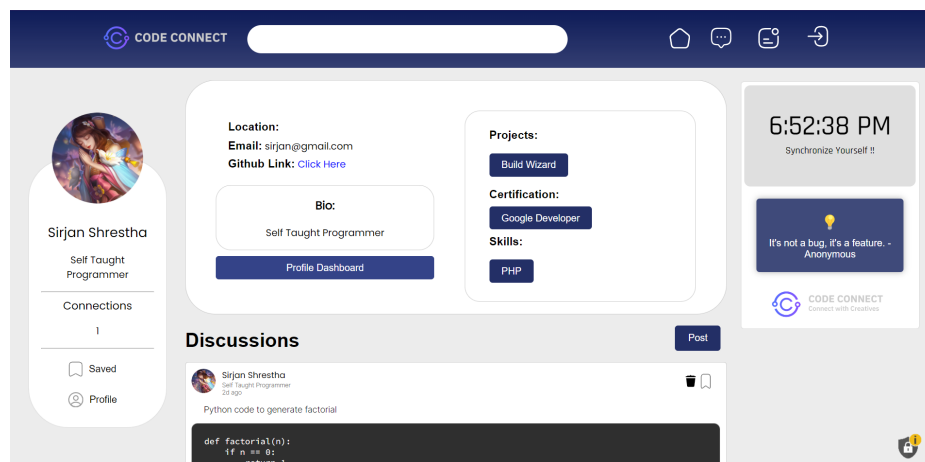 CODE CONNECT
Sirjan Shrestha
Self Taught
Programmer
Connections
1
Saved
Profile
Location:
Email: sirjan@gmail.com
Github Link: Click Here
Bio:
Self Taught Programmer
Profile Dashboard
Projects:
Build Wizard
Certification:
Google Developer
Skills:
PHP
Discussions
Post
Sirjan Shrestha
Self Taught Programmer
2d ago
Python code to generate factorial
def factorial(n):
if n == 0:
6:52:38 PM
Synchronize Yourself !!
It's not a bug, it's a feature. -
Anonymous
CODE CONNECT
Connect with Creatives